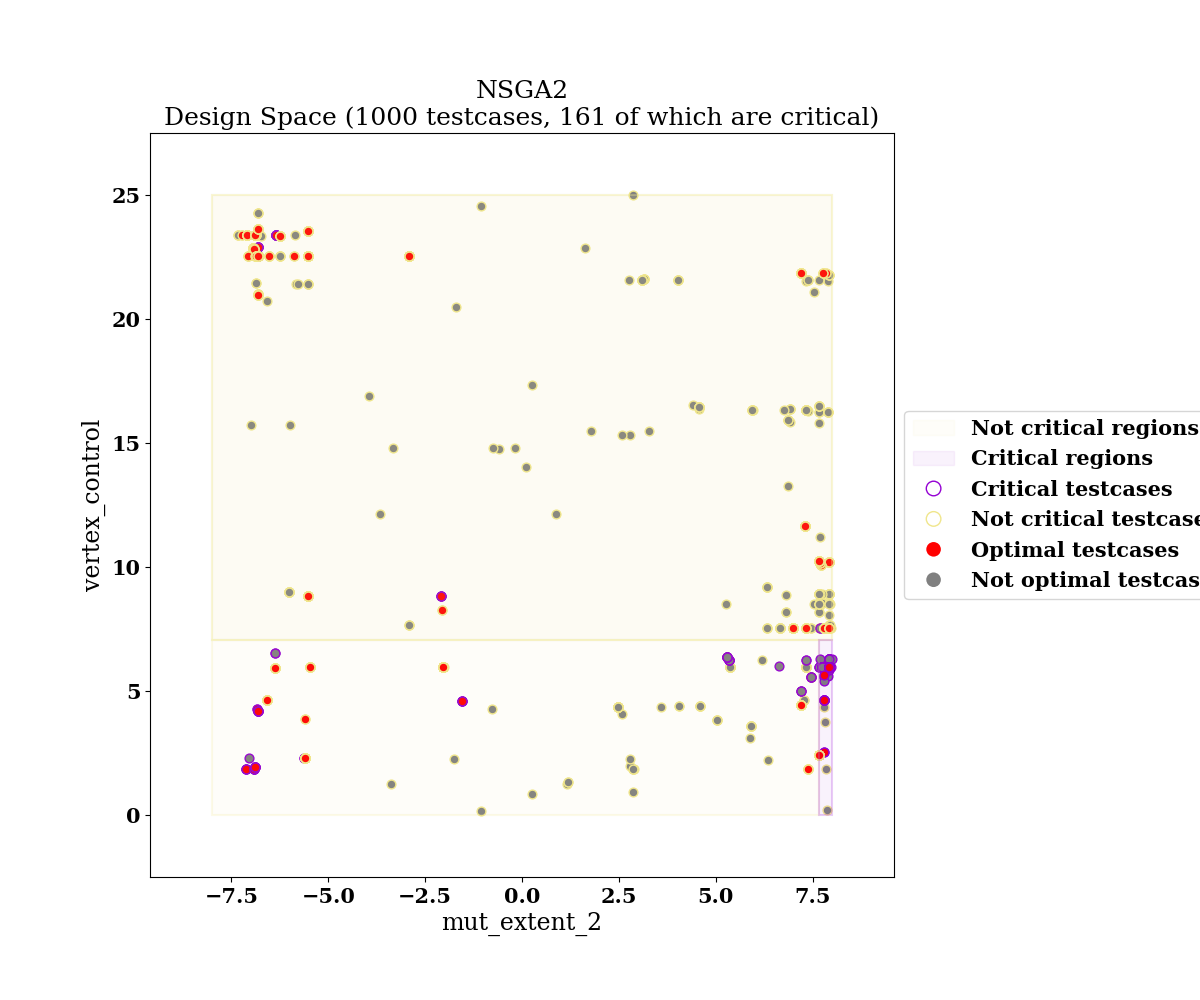 NSGA2
Design Space (1000 testcases, 161 of which are critical)
25
20
15
10
5
0
vertex_control
−7.5 −5.0 −2.5 0.0 2.5 5.0 7.5
mut_extent_2
Not critical regions
Critical regions
Critical testcases
Not critical testcase
Optimal testcases
Not optimal testcas